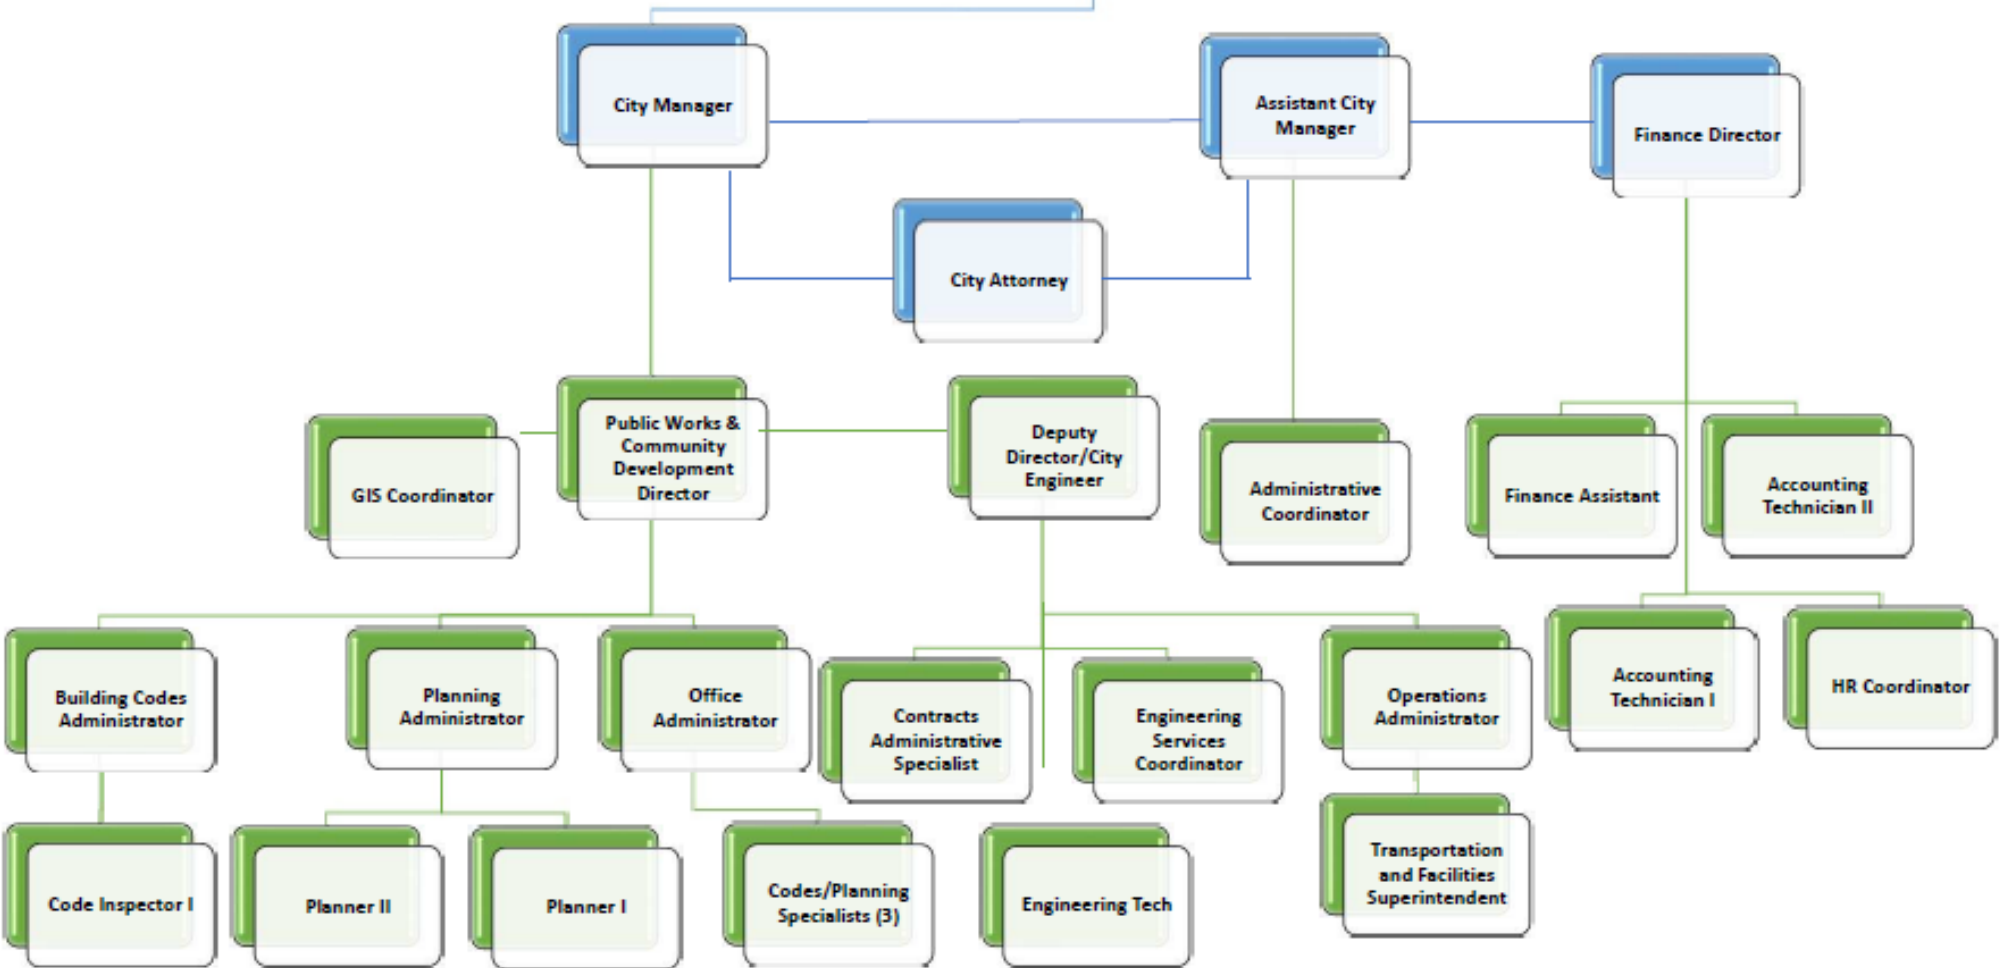 City Manager
Assistant City
Manager
Finance Director
City Attorney
GIS Coordinator
Public Works &
Community
Development
Director
Deputy
Director/City
Engineer
Administrative
Coordinator
Finance Assistant
Accounting
Technician II
Building Codes
Administrator
Planning
Administrator
Office
Administrator
Contracts
Administrative
Specialist
Engineering
Services
Coordinator
Operations
Administrator
Accounting
Technician I
HR Coordinator
Code Inspector I
Planner II
Planner I
Codes/Planning
Specialists (3)
Engineering Tech
Transportation
and Facilities
Superintendent